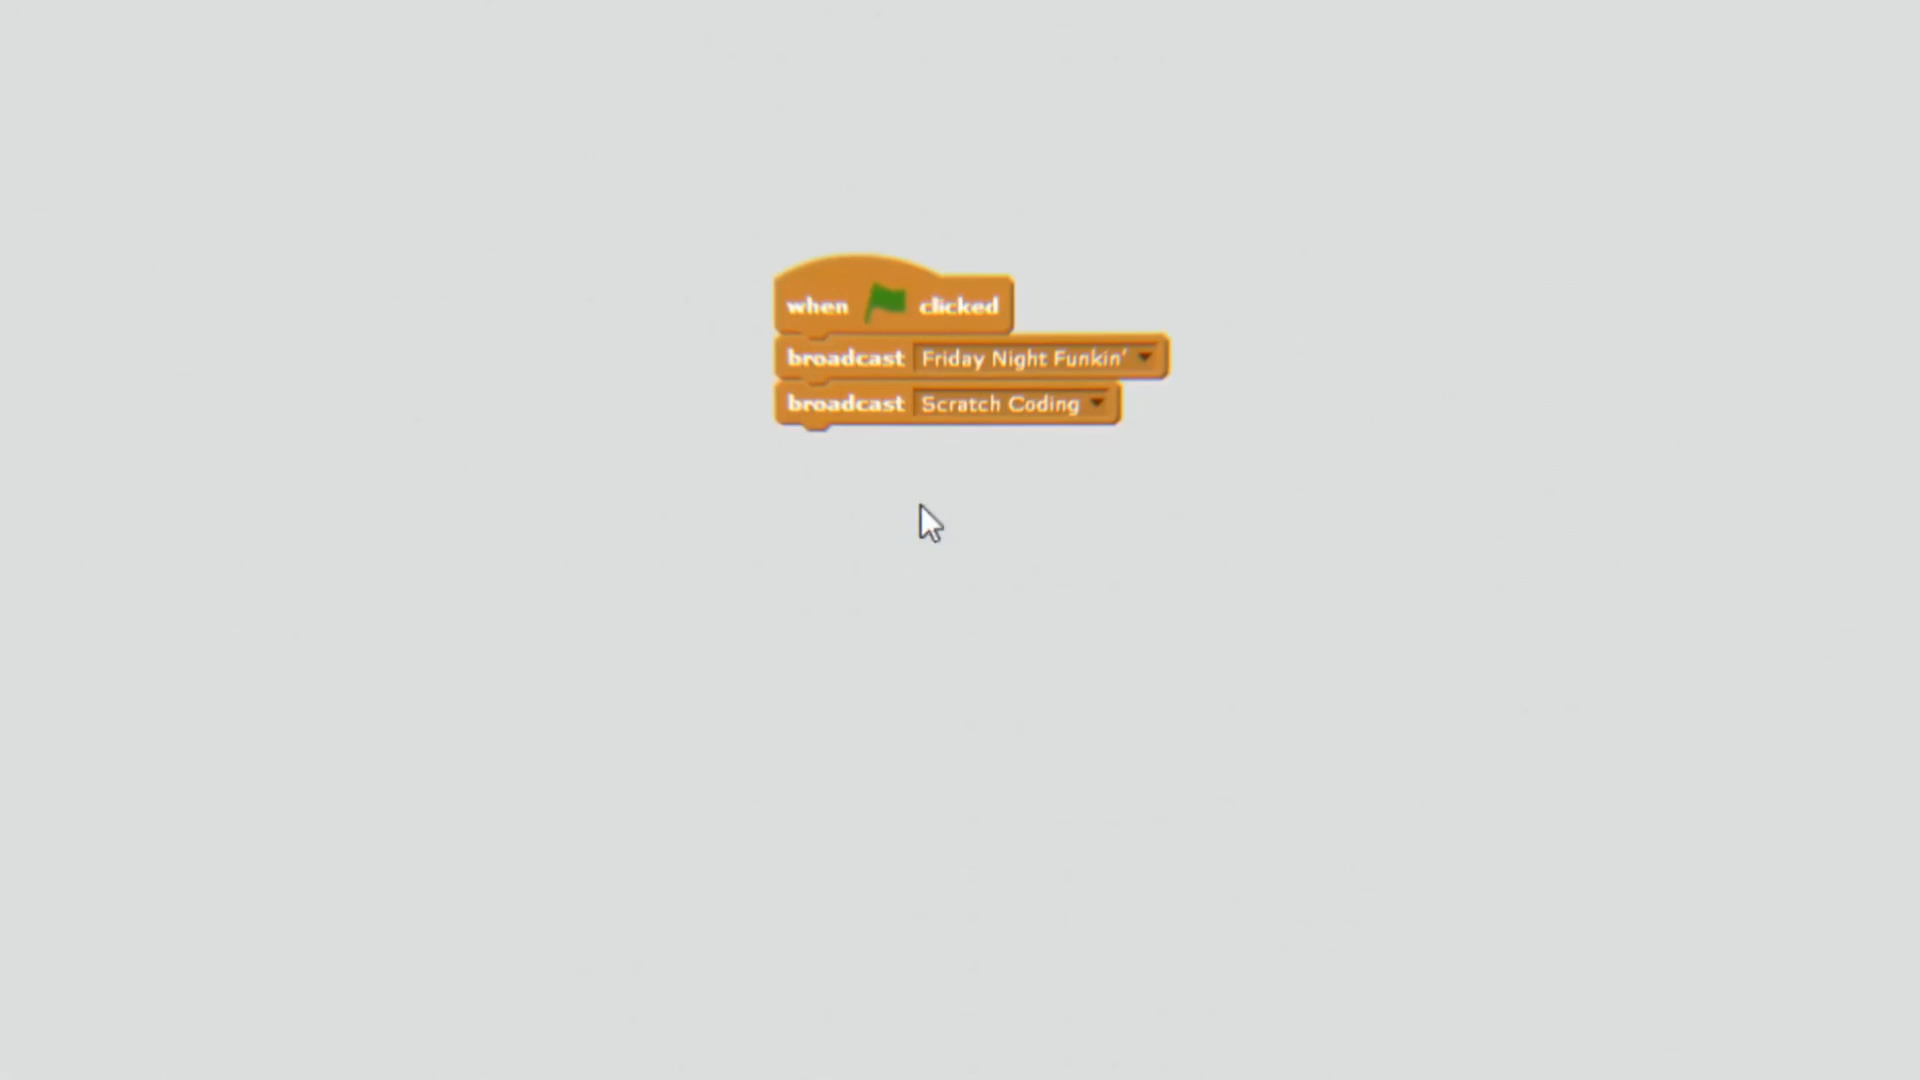 when clicked
broadcast Friday Night Funkin'
broadcast Scratch Coding